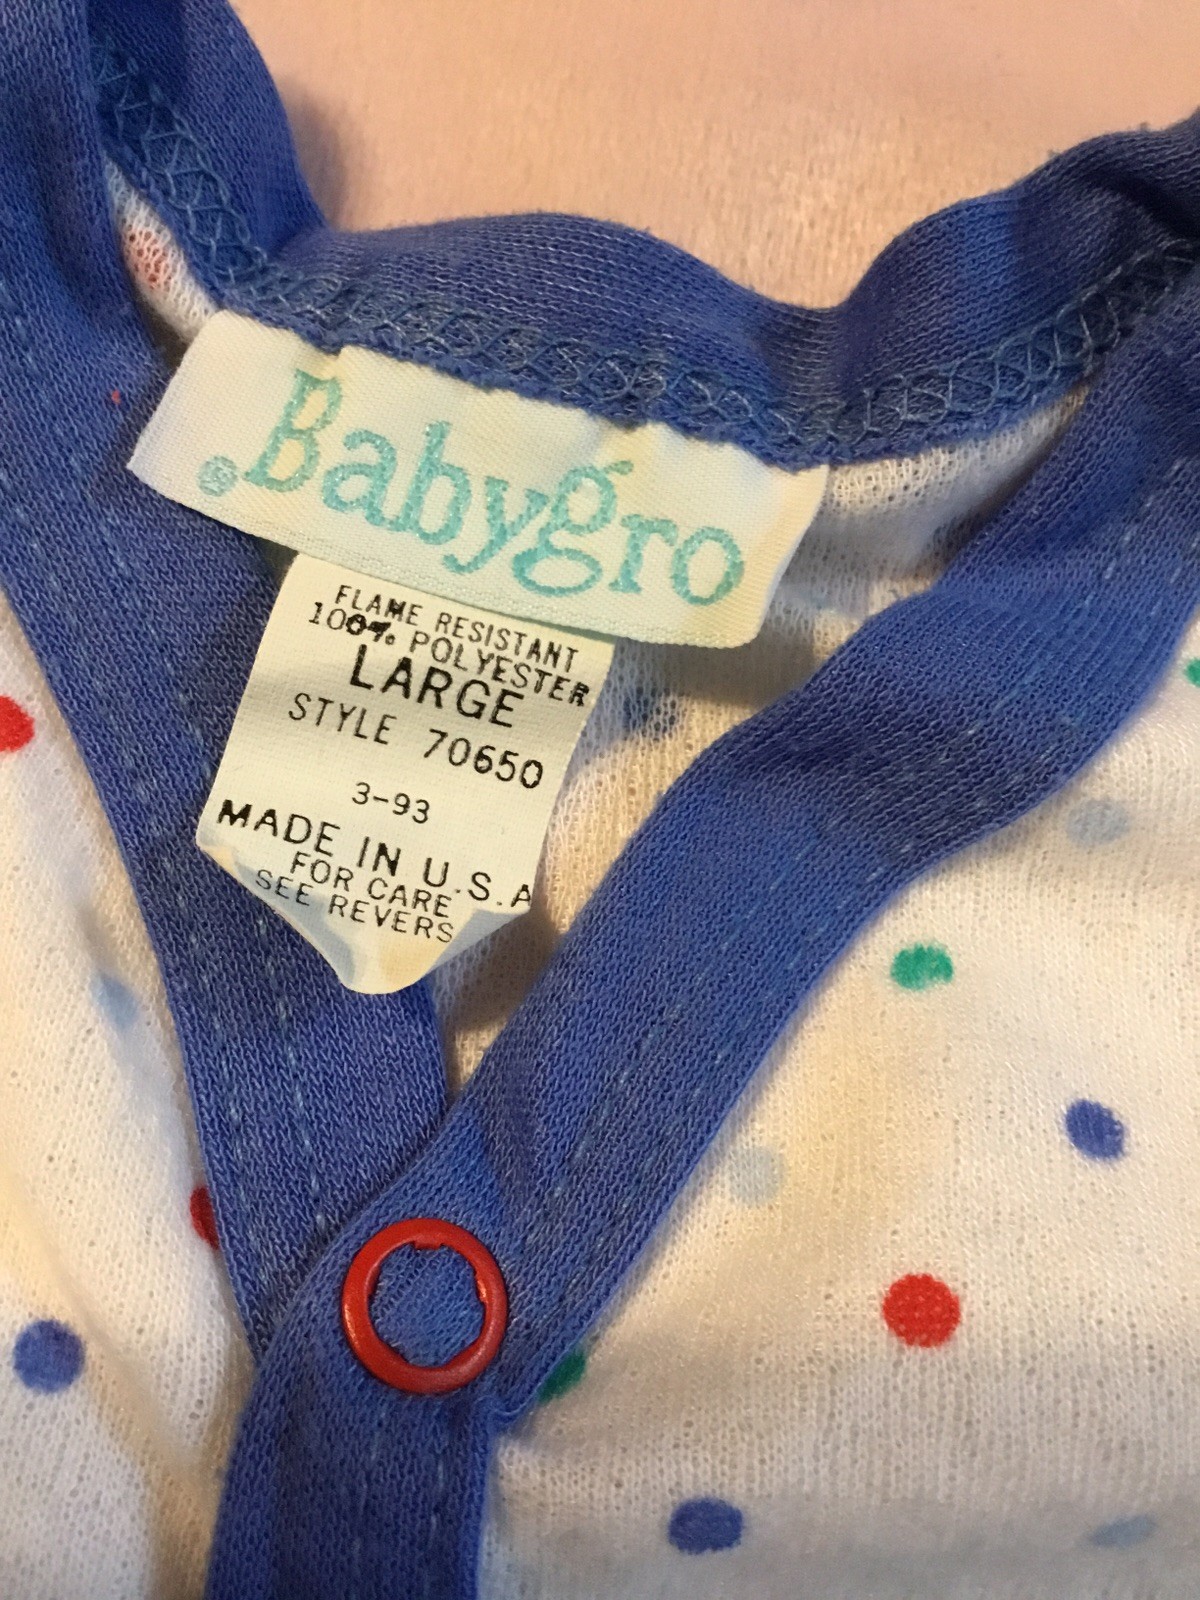 Babygro
®
FLAME RESISTANT
100% POLYESTER
LARGE
STYLE 70650
3-93
MADE IN U.S.A
FOR CARE
SEE REVERS